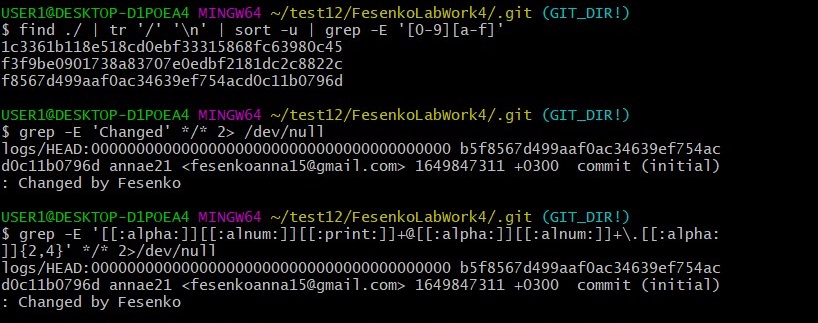 USER1@DESKTOP-D1POEA4 MINGW64 ~/test12/FesenkoLabWork4/.git (GIT_DIR!)
$ find ./ | tr '/' '\n' | sort -u | grep -E '[0-9][a-f]'
1c3361b118e518cd0ebf33315868fc63980c45
f3f9be0901738a83707e0edbf2181dc2c8822c
f8567d499aaf0ac34639ef754acd0c11b0796d

USER1@DESKTOP-D1POEA4 MINGW64 ~/test12/FesenkoLabWork4/.git (GIT_DIR!)
$ grep -E 'Changed' */* 2> /dev/null
logs/HEAD:0000000000000000000000000000000000000000 b5f8567d499aaf0ac34639ef754ac
d0c11b0796d annae21 <fesenkoanna15@gmail.com> 1649847311 +0300  commit (initial)
: Changed by Fesenko

USER1@DESKTOP-D1POEA4 MINGW64 ~/test12/FesenkoLabWork4/.git (GIT_DIR!)
$ grep -E '[[:alpha:]][[:alnum:]][[:print:]]+@[[:alpha:]][[:alnum:]]+\.[[:alpha:
]]{2,4}' */* 2>/dev/null
logs/HEAD:0000000000000000000000000000000000000000 b5f8567d499aaf0ac34639ef754ac
d0c11b0796d annae21 <fesenkoanna15@gmail.com> 1649847311 +0300  commit (initial)
: Changed by Fesenko